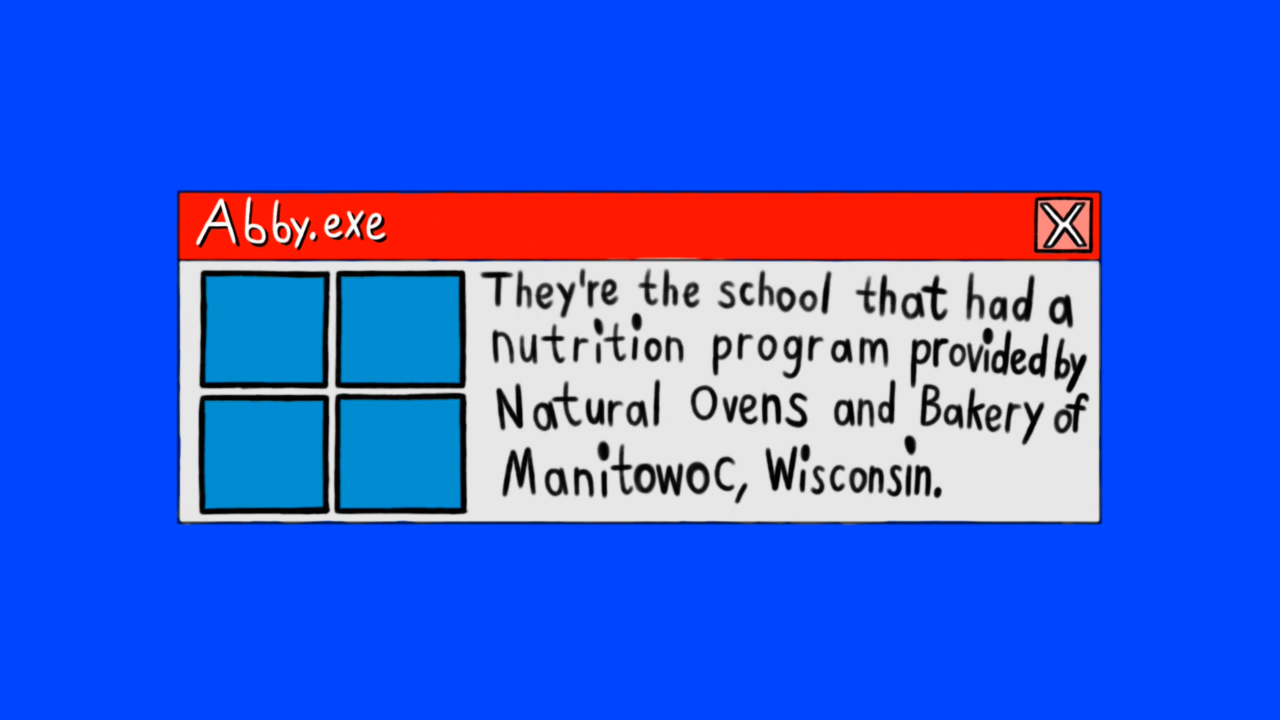 Abby.exe
X
They're the school that had a
nutrition program provided by
Natural Ovens and Bakery of
Manitowoc, Wisconsin.